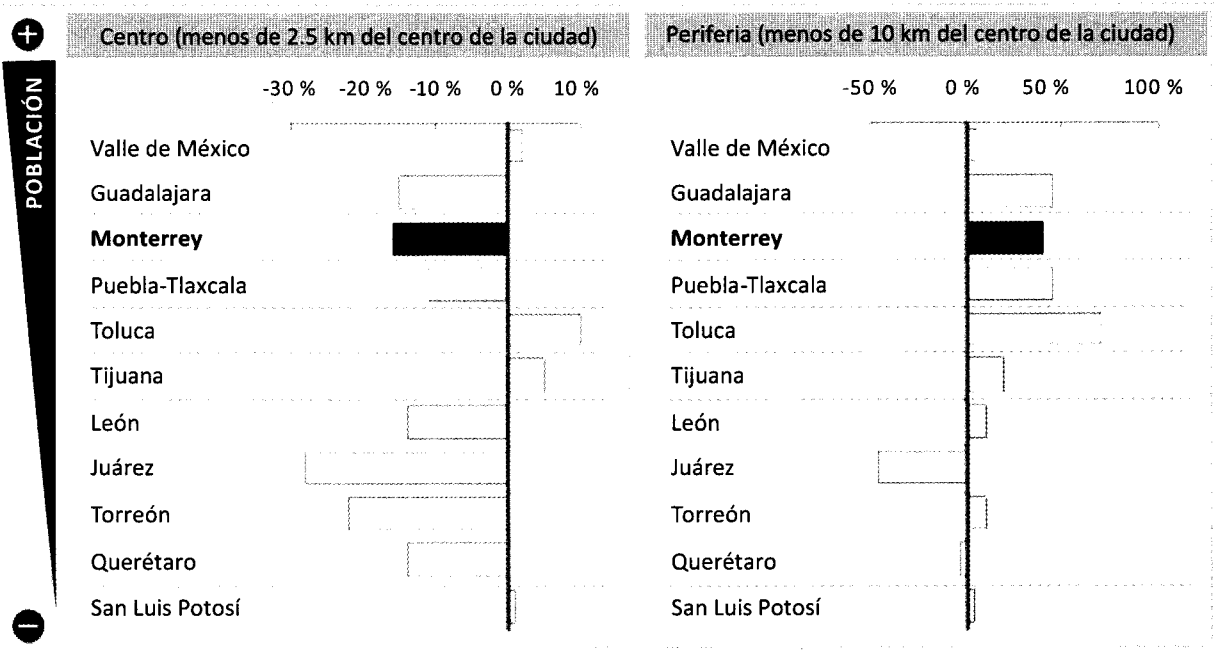 Centro (menos de 2.5 km del centro de la ciudad)
-30 % -20 % -10 % 0 % 10 %
POBLACIÓN
Valle de México
Guadalajara
Monterrey
Puebla-Tlaxcala
Toluca
Tijuana
León
Juárez
Torreón
Querétaro
San Luis Potosí
Periferia (menos de 10 km del centro de la ciudad)
-50 % 0 % 50 % 100 %
Valle de México
Guadalajara
Monterrey
Puebla-Tlaxcala
Toluca
Tijuana
León
Juárez
Torreón
Querétaro
San Luis Potosí